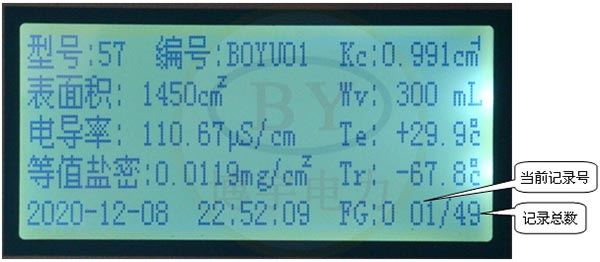 型号:57 编号:BOYU01 Kc:0.991cm⁻¹
表面积: 1450cm² Wv: 300 mL
电导率: 110.67μS/cm Te: +29.9℃
等值盐密:0.0119mg/cm² Tr: -67.8℃
2020-12-08 22:52:09 FG:0 01/49
当前记录号
记录总数
BY